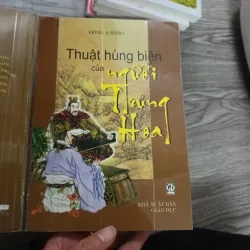 Thuật hùng biện
của người
Trung
Hoa
NHÀ XUẤT BẢN
GIÁO DỤC